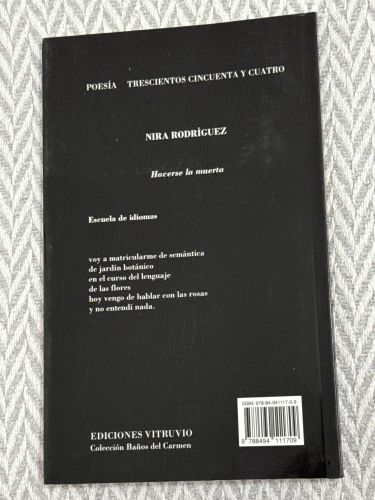 POESÍA TRESCIENTOS CINCUENTA Y CUATRO
NIRA RODRÍGUEZ
Hacerse la muerta
Escuela de idiomas
voy a matricularme de semántica
de jardín botánico
en el curso del lenguaje
de las flores
hoy vengo de hablar con las rosas
y no entendí nada.
ISBN: 978-84-941117-0-9
9 788494 111709
EDICIONES VITRUVIO
Colección Baños del Carmen